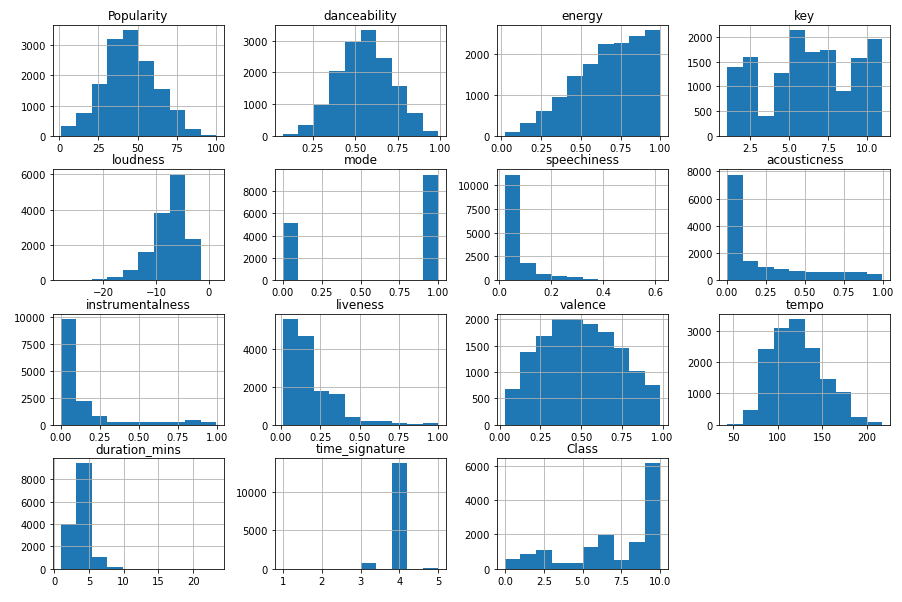 Popularity danceability energy key
3000 2000 1000 0
0 25 50 75 100
3000 2000 1000 0
0.25 0.50 0.75 1.00
2000 1000 0
0.00 0.25 0.50 0.75 1.00
2000 1500 1000 500 0
2.5 5.0 7.5 10.0
loudness mode speechiness acousticness
6000 4000 2000 0
−20 −10 0
8000 6000 4000 2000 0
0.00 0.25 0.50 0.75 1.00
10000 7500 5000 2500 0
0.0 0.2 0.4 0.6
8000 6000 4000 2000 0
0.00 0.25 0.50 0.75 1.00
instrumentalness liveness valence tempo
10000 7500 5000 2500 0
0.00 0.25 0.50 0.75 1.00
4000 2000 0
0.00 0.25 0.50 0.75 1.00
2000 1500 1000 500 0
0.00 0.25 0.50 0.75 1.00
3000 2000 1000 0
50 100 150 200
duration_mins time_signature Class
8000 6000 4000 2000 0
0 5 10 15 20
10000 5000 0
1 2 3 4 5
6000 4000 2000 0
0.0 2.5 5.0 7.5 10.0